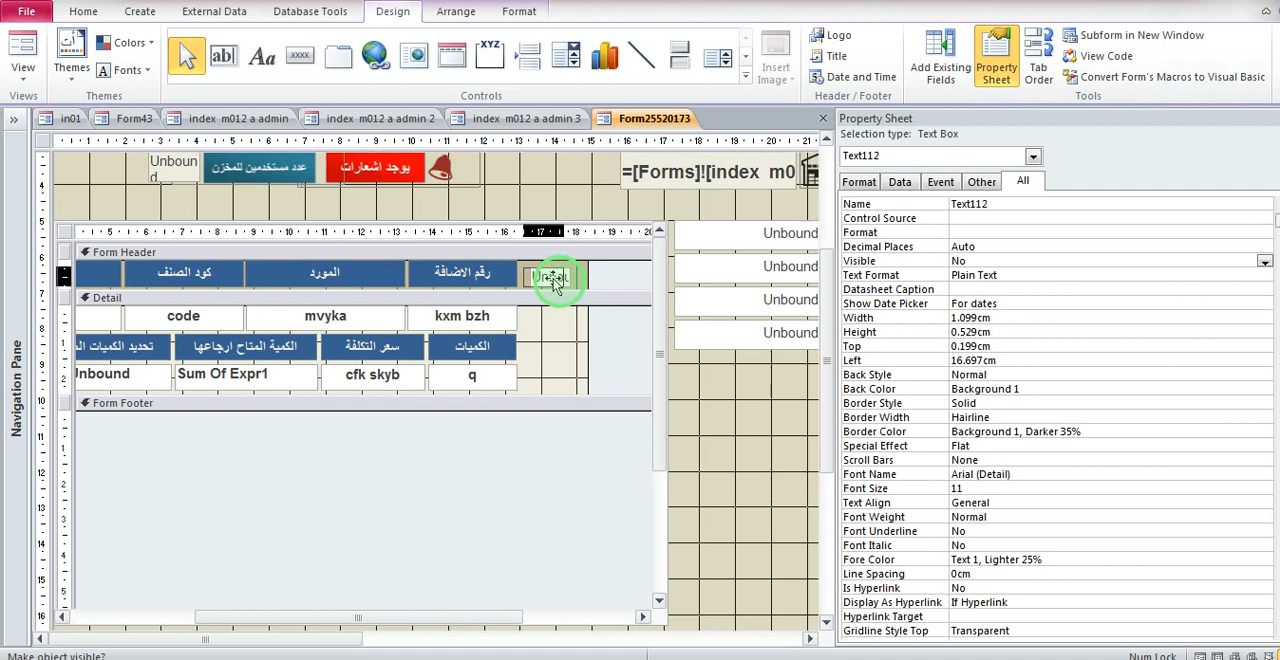 File Home Create External Data Database Tools Design Arrange Format
View
Views
Themes
Colors
Fonts
Themes
ab|
Aa
xxxx
XYZ
Controls
Insert
Image
Logo
Title
Date and Time
Header / Footer
Add Existing
Fields
Property
Sheet
Tab
Order
Subform in New Window
View Code
Convert Form's Macros to Visual Basic
Tools
in01 Form43 index m012 a admin index m012 a admin 2 index m012 a admin 3 Form25520173
Navigation Pane
Unboun
d
عدد مستخدمين للمخزن
يوجد اشعارات
=[Forms]![index m0
Form Header
كود الصنف
المورد
رقم الاضافة
Detail
code
mvyka
kxm bzh
الكمية المتاح ارجاعها
سعر التكلفة
الكميات
Unbound
Sum Of Expr1
cfk skyb
q
Form Footer
Unbound
Unbound
Unbound
Unbound
Property Sheet
Selection type: Text Box
Text112
Format Data Event Other All
Name Text112
Control Source
Format
Decimal Places Auto
Visible No
Text Format Plain Text
Datasheet Caption
Show Date Picker For dates
Width 1.099cm
Height 0.529cm
Top 0.199cm
Left 16.697cm
Back Style Normal
Back Color Background 1
Border Style Solid
Border Width Hairline
Border Color Background 1, Darker 35%
Special Effect Flat
Scroll Bars None
Font Name Arial (Detail)
Font Size 11
Text Align General
Font Weight Normal
Font Underline No
Font Italic No
Fore Color Text 1, Lighter 25%
Line Spacing 0cm
Is Hyperlink No
Display As Hyperlink If Hyperlink
Hyperlink Target
Gridline Style Top Transparent
Make object visible?
Num Lock